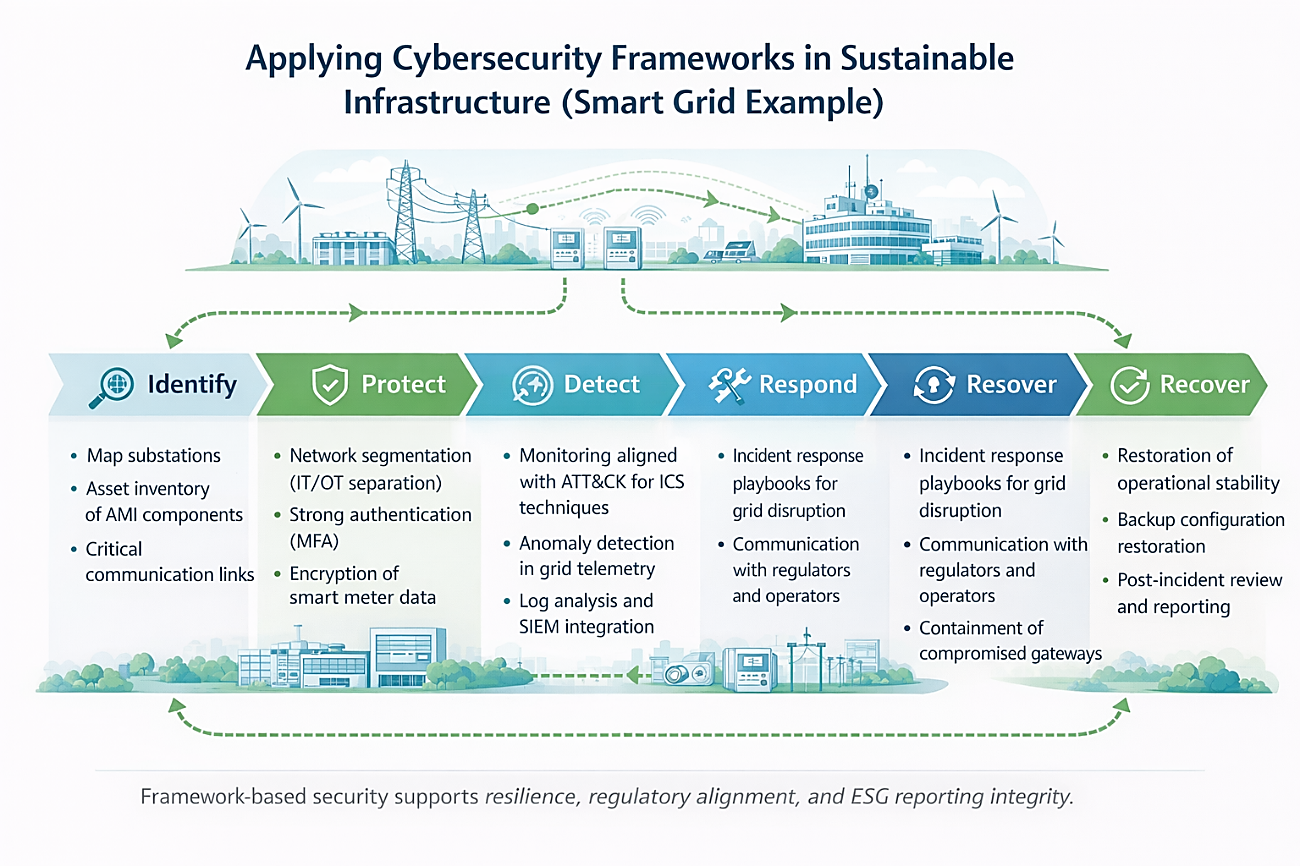 Applying Cybersecurity Frameworks in Sustainable
Infrastructure (Smart Grid Example)
Identify
Protect
Detect
Respond
Resover
Recover
• Map substations
• Asset inventory
of AMI components
• Critical
communication links
• Network segmentation
(IT/OT separation)
• Strong authentication
(MFA)
• Encryption of
smart meter data
• Monitoring aligned
with ATT&CK for ICS
techniques
• Anomaly detection
in grid telemetry
• Log analysis and
SIEM integration
• Incident response
playbooks for
grid disruption
• Communication
with regulators
and operators
• Incident response
playbooks for grid
disruption
• Communication with
regulators and
operators
• Containment of
compromised gateways
• Restoration of
operational stability
• Backup configuration
restoration
• Post-incident review
and reporting
Framework-based security supports resilience, regulatory alignment, and ESG reporting integrity.